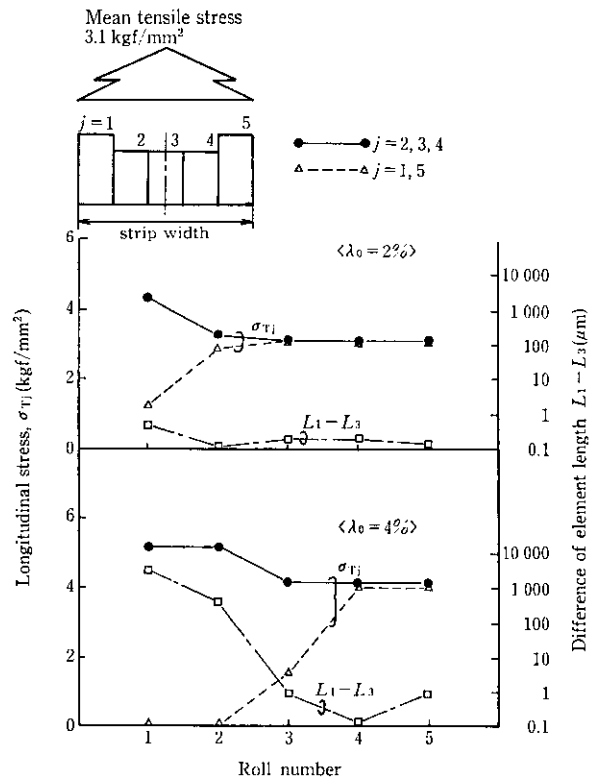 Mean tensile stress
3.1 kgf/mm²
j=1
2
3
4
5
strip width
j=2, 3, 4
j=1, 5
<λ₀=2%>
σTj
L₁−L₃
6
4
2
0
10 000
1 000
100
10
1
0.1
<λ₀=4%>
σTj
L₁−L₃
6
4
2
0
10 000
1 000
100
10
1
0.1
1 2 3 4 5
Roll number
Longitudinal stress, σTj (kgf/mm²)
Difference of element length L₁−L₃ (μm)